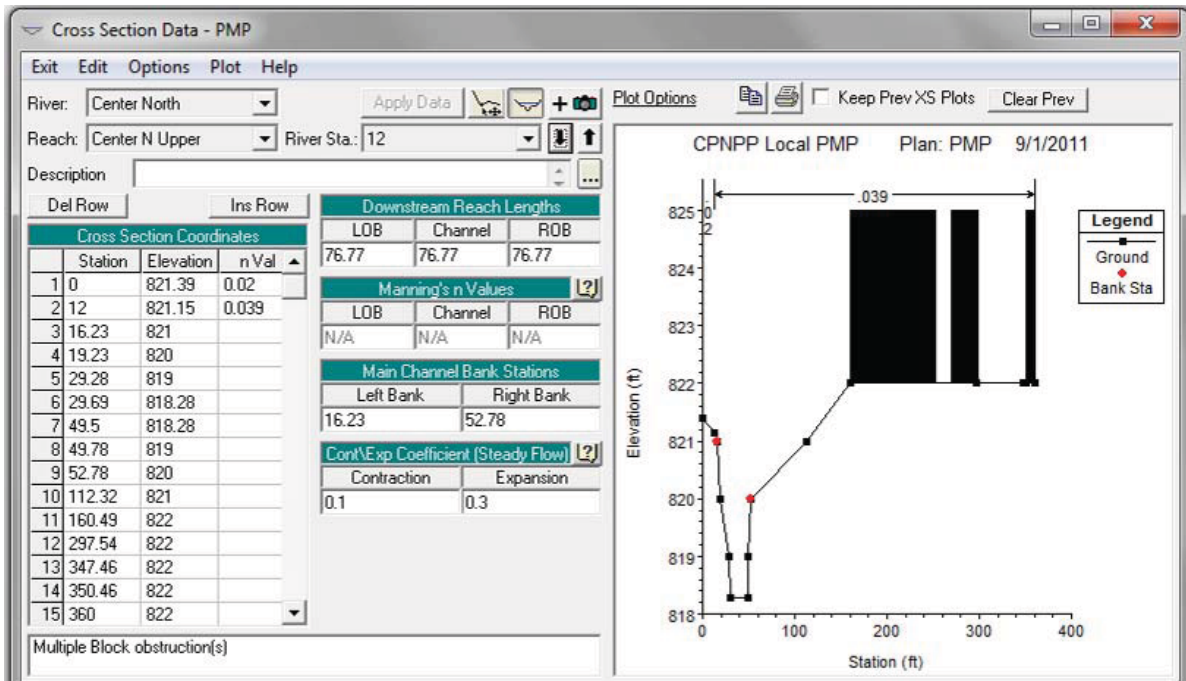 Cross Section Data - PMP
Exit Edit Options Plot Help
River: Center North Apply Data
Reach: Center N Upper River Sta.: 12
Description ...
Del Row Ins Row
Cross Section Coordinates
Station Elevation n Val
1 0 821.39 0.02
2 12 821.15 0.039
3 16.23 821
4 19.23 820
5 29.28 819
6 29.69 818.28
7 49.5 818.28
8 49.78 819
9 52.78 820
10 112.32 821
11 160.49 822
12 297.54 822
13 347.46 822
14 350.46 822
15 360 822
Downstream Reach Lengths
LOB Channel ROB
76.77 76.77 76.77
Manning's n Values ?
LOB Channel ROB
N/A N/A N/A
Main Channel Bank Stations
Left Bank Right Bank
16.23 52.78
Cont\Exp Coefficient (Steady Flow) ?
Contraction Expansion
0.1 0.3
Multiple Block obstruction(s)
Plot Options Keep Prev XS Plots Clear Prev
CPNPP Local PMP Plan: PMP 9/1/2011
.02
.039
825
824
823
822
821
820
819
818
Elevation (ft)
0 100 200 300 400
Station (ft)
Legend
Ground
Bank Sta